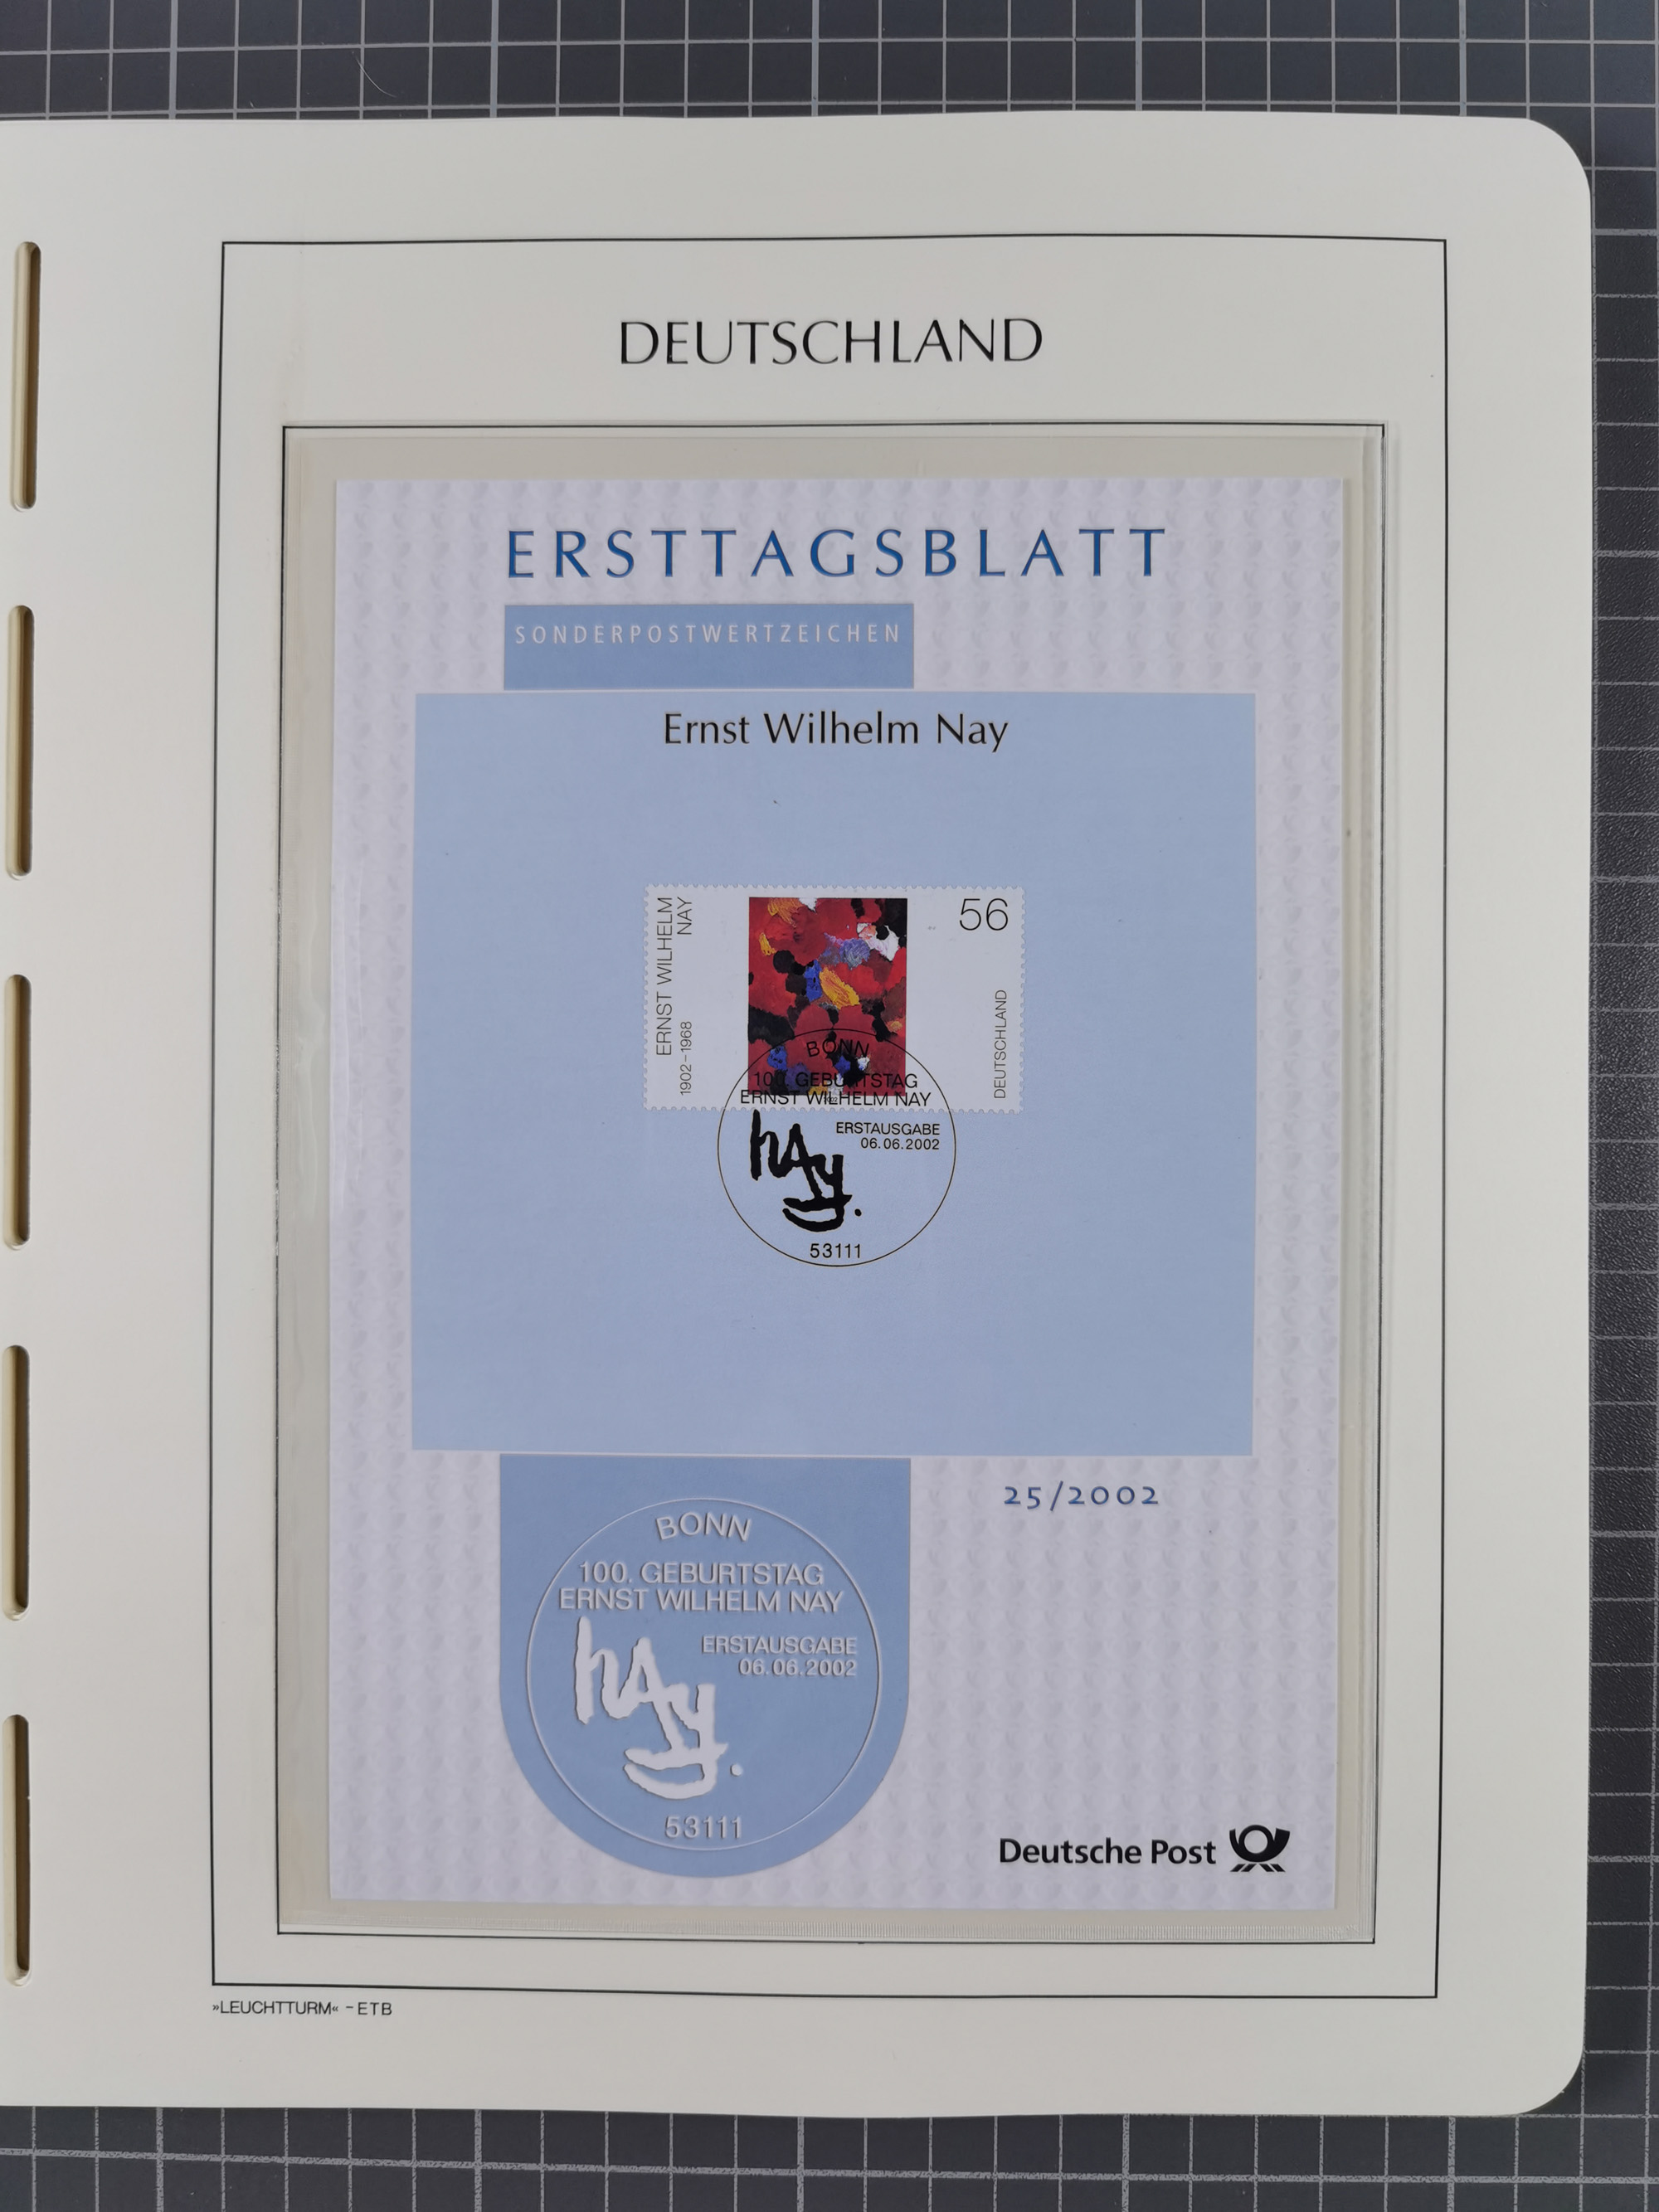 DEUTSCHLAND
ERSTTAGSBLATT
SONDERPOSTWERTZEICHEN
Ernst Wilhelm Nay
ERNST WILHELM
NAY
1902–1968
56
DEUTSCHLAND
BONN
100. GEBURTSTAG
ERNST WILHELM NAY
ERSTAUSGABE
06.06.2002
nAy.
53111
25/2002
BONN
100. GEBURTSTAG
ERNST WILHELM NAY
ERSTAUSGABE
06.06.2002
nAy.
53111
Deutsche Post
»LEUCHTTURM« – ETB